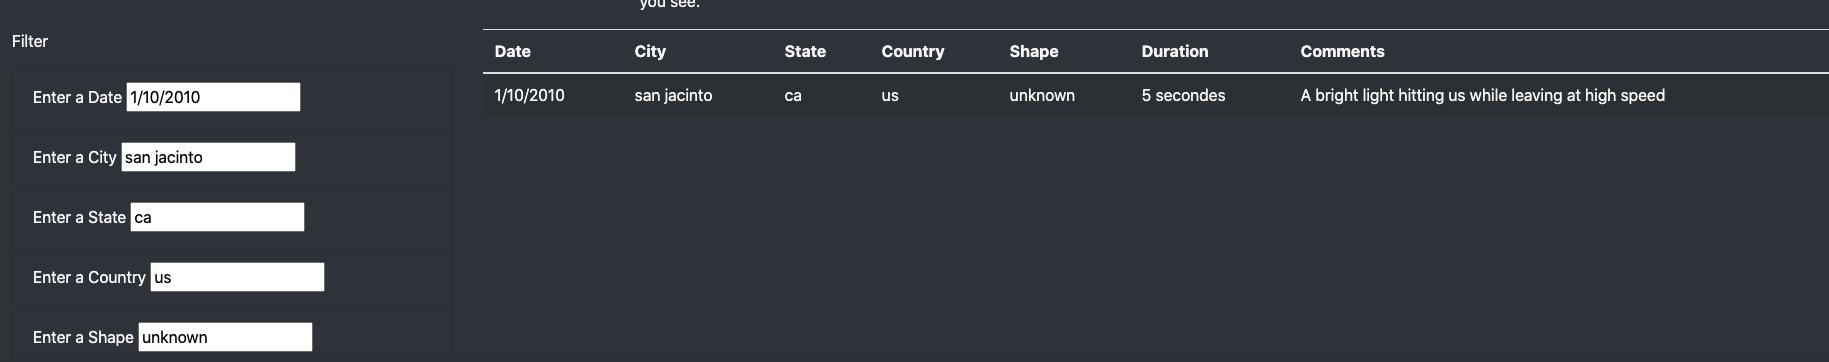 you see.
Filter
Enter a Date 1/10/2010
Enter a City san jacinto
Enter a State ca
Enter a Country us
Enter a Shape unknown
Date City State Country Shape Duration Comments
1/10/2010 san jacinto ca us unknown 5 secondes A bright light hitting us while leaving at high speed